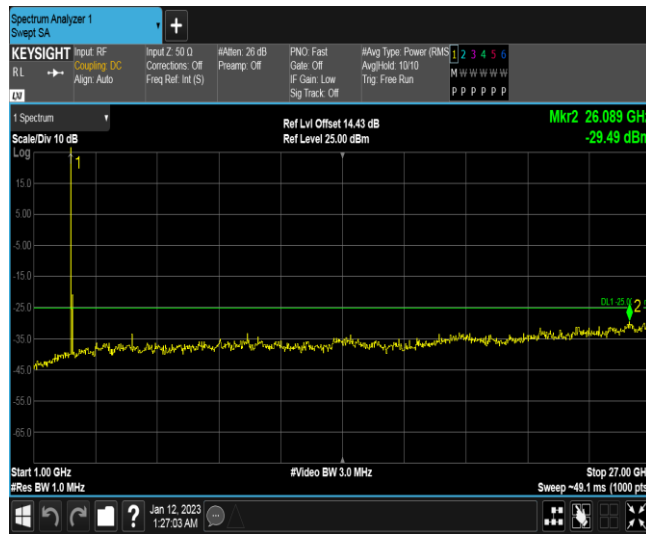 Spectrum Analyzer 1
Swept SA
KEYSIGHT
RL
LXI
Input: RF
Coupling: DC
Align: Auto
Input Z: 50 Ω
Corrections: Off
Freq Ref: Int (S)
#Atten: 26 dB
Preamp: Off
PNO: Fast
Gate: Off
IF Gain: Low
Sig Track: Off
#Avg Type: Power (RMS
Avg|Hold: 10/10
Trig: Free Run
1 2 3 4 5 6
M W W W W W
P P P P P P
1 Spectrum
Scale/Div 10 dB
Log
Ref Lvl Offset 14.43 dB
Ref Level 25.00 dBm
Mkr2 26.089 GHz
-29.49 dBm
1
15.0
5.00
-5.00
-15.0
-25.0
DL1 -25.0
2
-35.0
-45.0
-55.0
-65.0
Start 1.00 GHz
#Res BW 1.0 MHz
#Video BW 3.0 MHz
Stop 27.00 GHz
Sweep ~49.1 ms (1000 pts)
?
Jan 12, 2023
1:27:03 AM